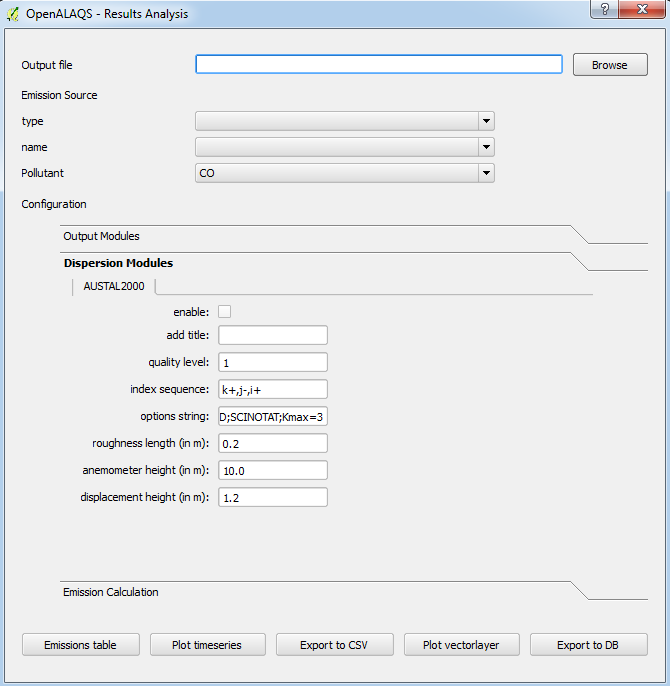 OpenALAQS - Results Analysis
?
Output file Browse
Emission Source
type
name
Pollutant CO
Configuration
Output Modules
Dispersion Modules
AUSTAL2000
enable:
add title:
quality level: 1
index sequence: k+,j-,i+
options string: D;SCINOTAT;Kmax=3
roughness length (in m): 0.2
anemometer height (in m): 10.0
displacement height (in m): 1.2
Emission Calculation
Emissions table Plot timeseries Export to CSV Plot vectorlayer Export to DB